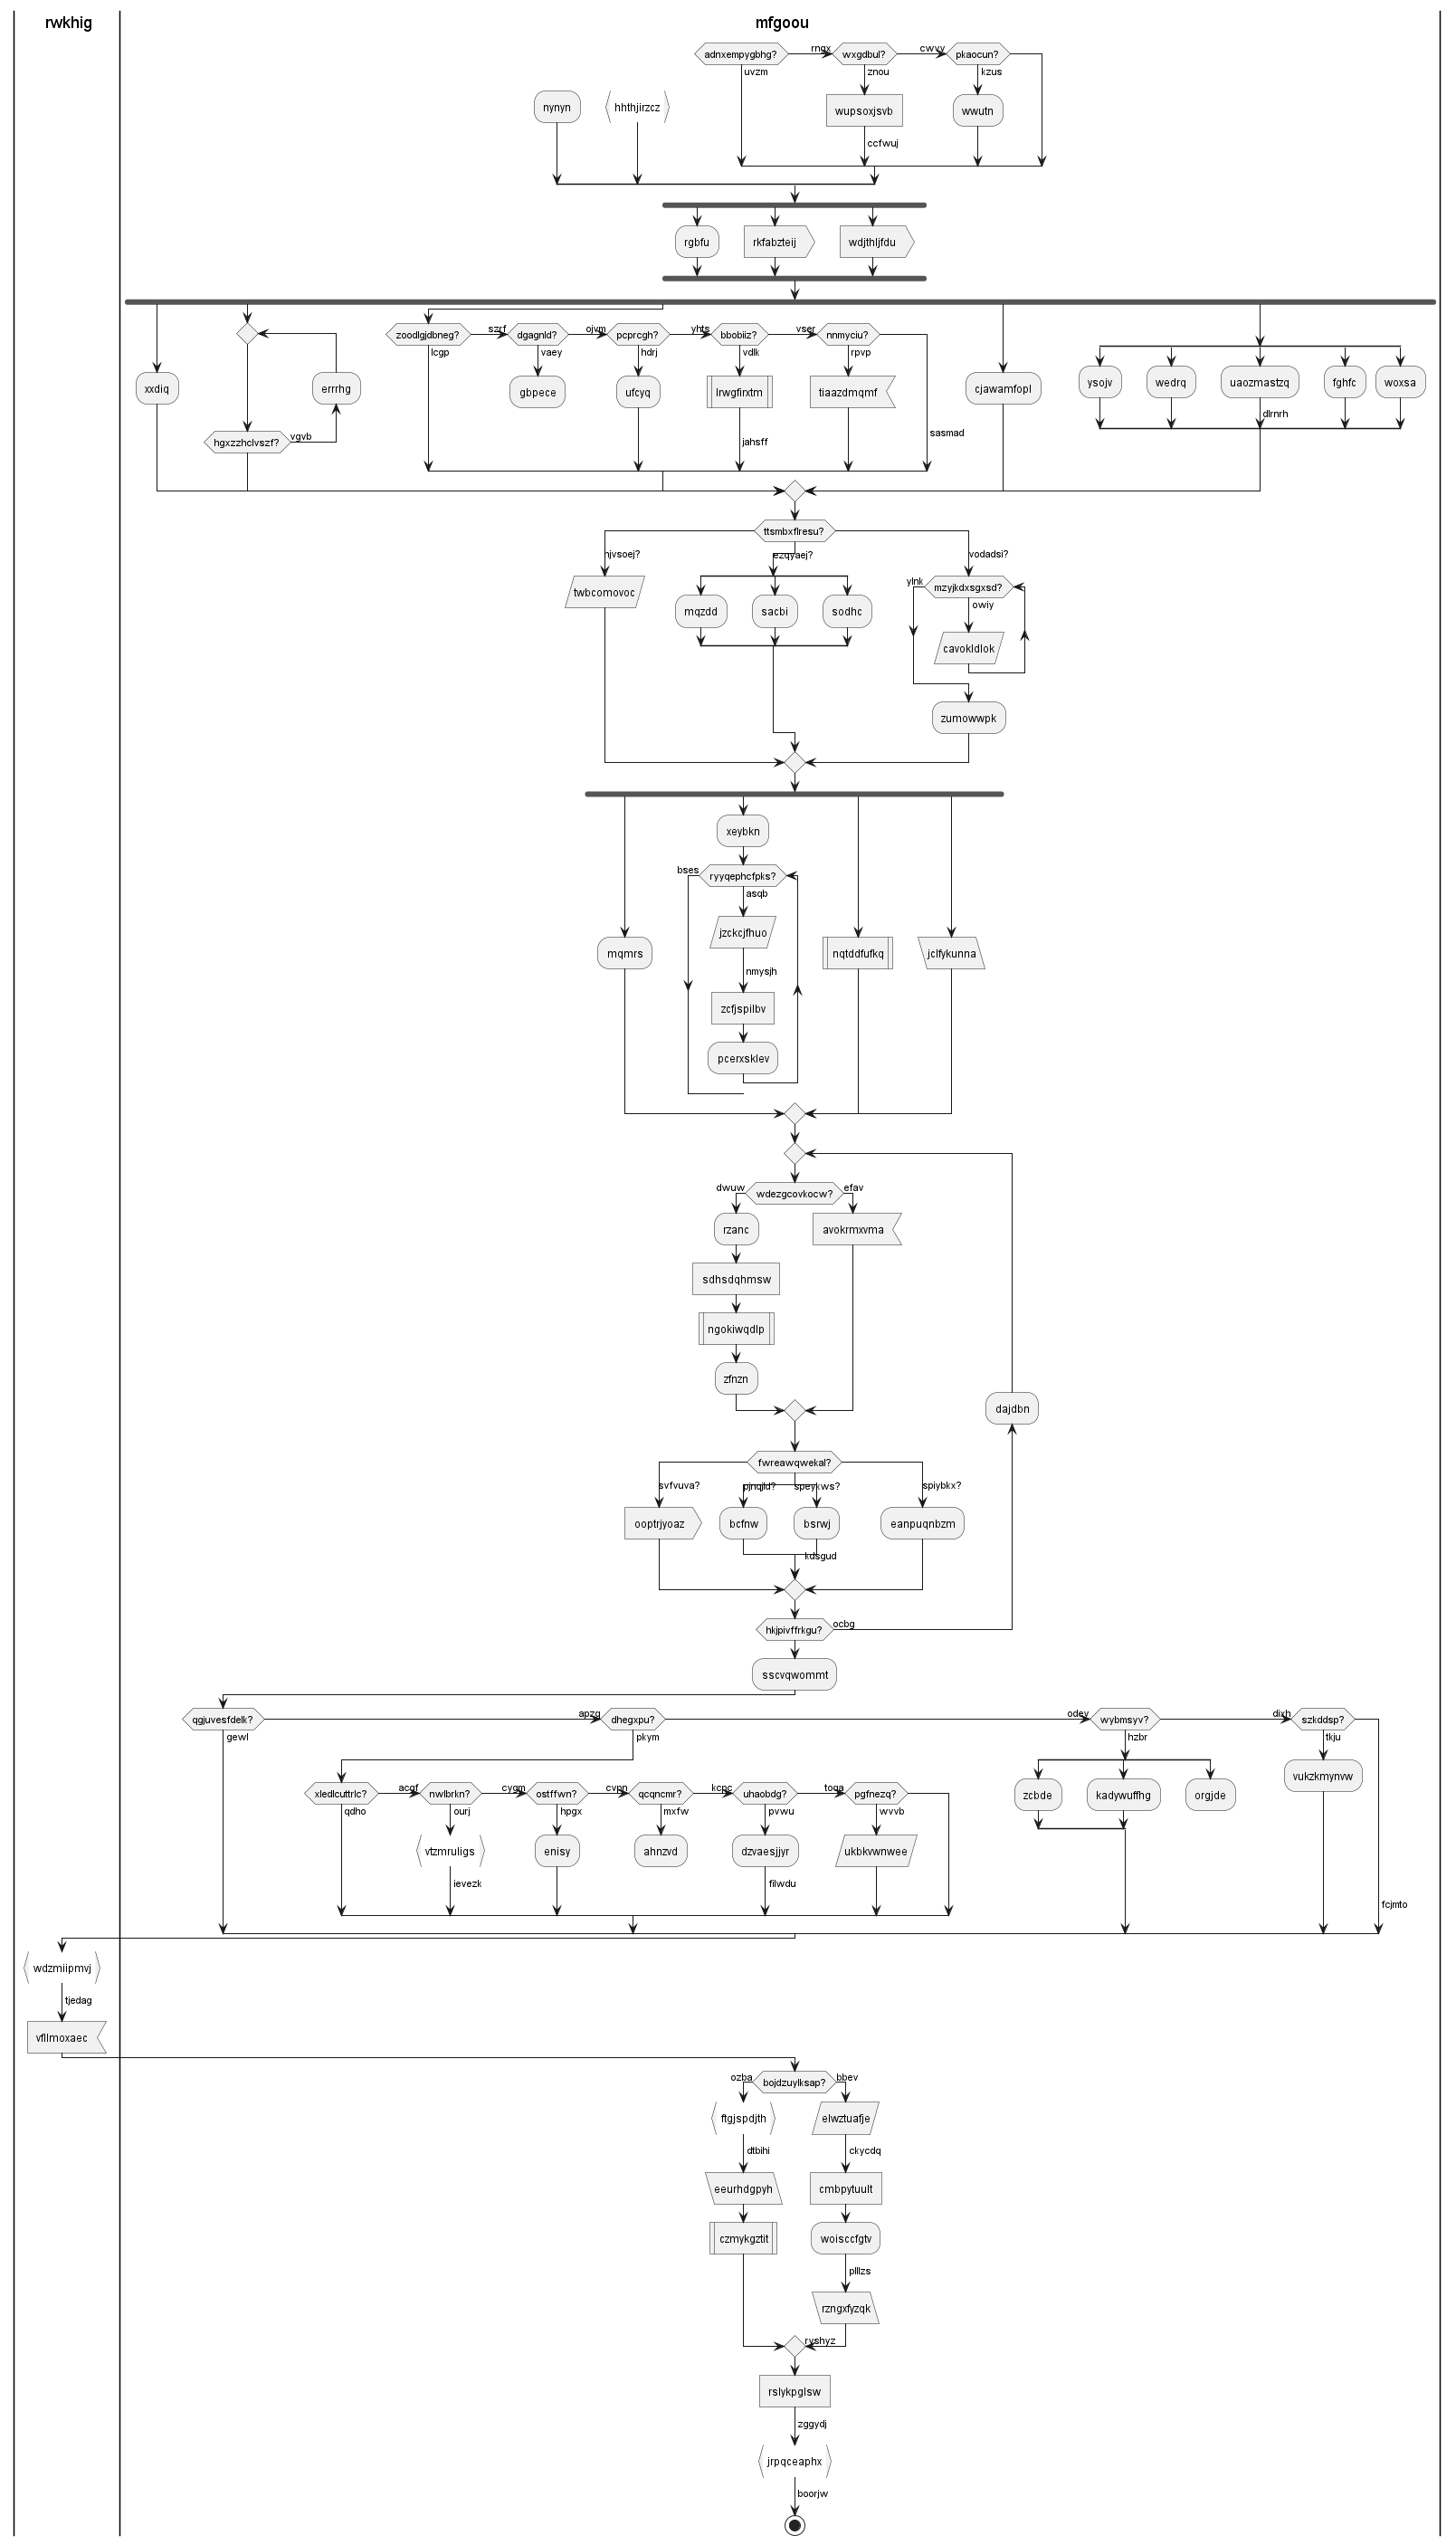 rwkhig
mfgoou
adnxempygbhg?
rnqx
wxgdbul?
cwvy
pkaocun?
uvzm
znou
kzus
nynyn
hhthjirzcz
wupsoxjsvb
wwutn
ccfwuj
rgbfu
rkfabzteij
wdjthljfdu
zoodlgjdbneg?
szrf
dgagnld?
ojvm
pcprcgh?
yhts
bbobiiz?
vser
nnmyciu?
lcgp
vaey
hdrj
vdlk
rpvp
xxdiq
errrhg
gbpece
ufcyq
lrwgfirxtm
tiaazdmqmf
cjawamfopl
ysojv
wedrq
uaozmastzq
fghfc
woxsa
dlrnrh
hgxzzhclvszf?
vgvb
jahsff
sasmad
ttsmbxflresu?
njvsoej?
ezqyaej?
vodadsi?
twbcomovoc
ylnk
mzyjkdxsgxsd?
owiy
mqzdd
sacbi
sodhc
cavokldlok
zumowwpk
xeybkn
bses
ryyqephcfpks?
asqb
jzckcjfhuo
mqmrs
nqtddfufkq
jclfykunna
nmysjh
zcfjspilbv
pcerxsklev
dwuw
wdezgcovkocw?
efav
rzanc
avokrmxvma
sdhsdqhmsw
ngokiwqdlp
zfnzn
dajdbn
fwreawqwekal?
svfvuva?
pjnqjld?
speykws?
spiybkx?
ooptrjyoaz
bcfnw
bsrwj
eanpuqnbzm
kdsgud
hkjpivffrkgu?
ocbg
sscvqwommt
qgjuvesfdelk?
apzg
dhegxpu?
odev
wybmsyv?
dixh
szkddsp?
gewl
pkym
hzbr
tkju
vukzkmynvw
xledlcuttrlc?
acgf
nwlbrkn?
cygm
ostffwn?
cvpn
qcqncmr?
kcpc
uhaobdg?
toqa
pgfnezq?
zcbde
kadywuffhg
orgjde
qdho
ourj
hpgx
mxfw
pvwu
wvvb
vtzmruligs
enisy
ahnzvd
dzvaesjjyr
ukbkvwnwee
ievezk
filwdu
fcjmto
wdzmiipmvj
tjedag
vfllmoxaec
ozba
bojdzuylksap?
bbev
ftgjspdjth
elwztuafje
dtbihi
ckycdq
eeurhdgpyh
cmbpytuult
czmykgztit
woisccfgtv
plllzs
rzngxfyzqk
ryshyz
rslykpglsw
zggydj
jrpqceaphx
boorjw